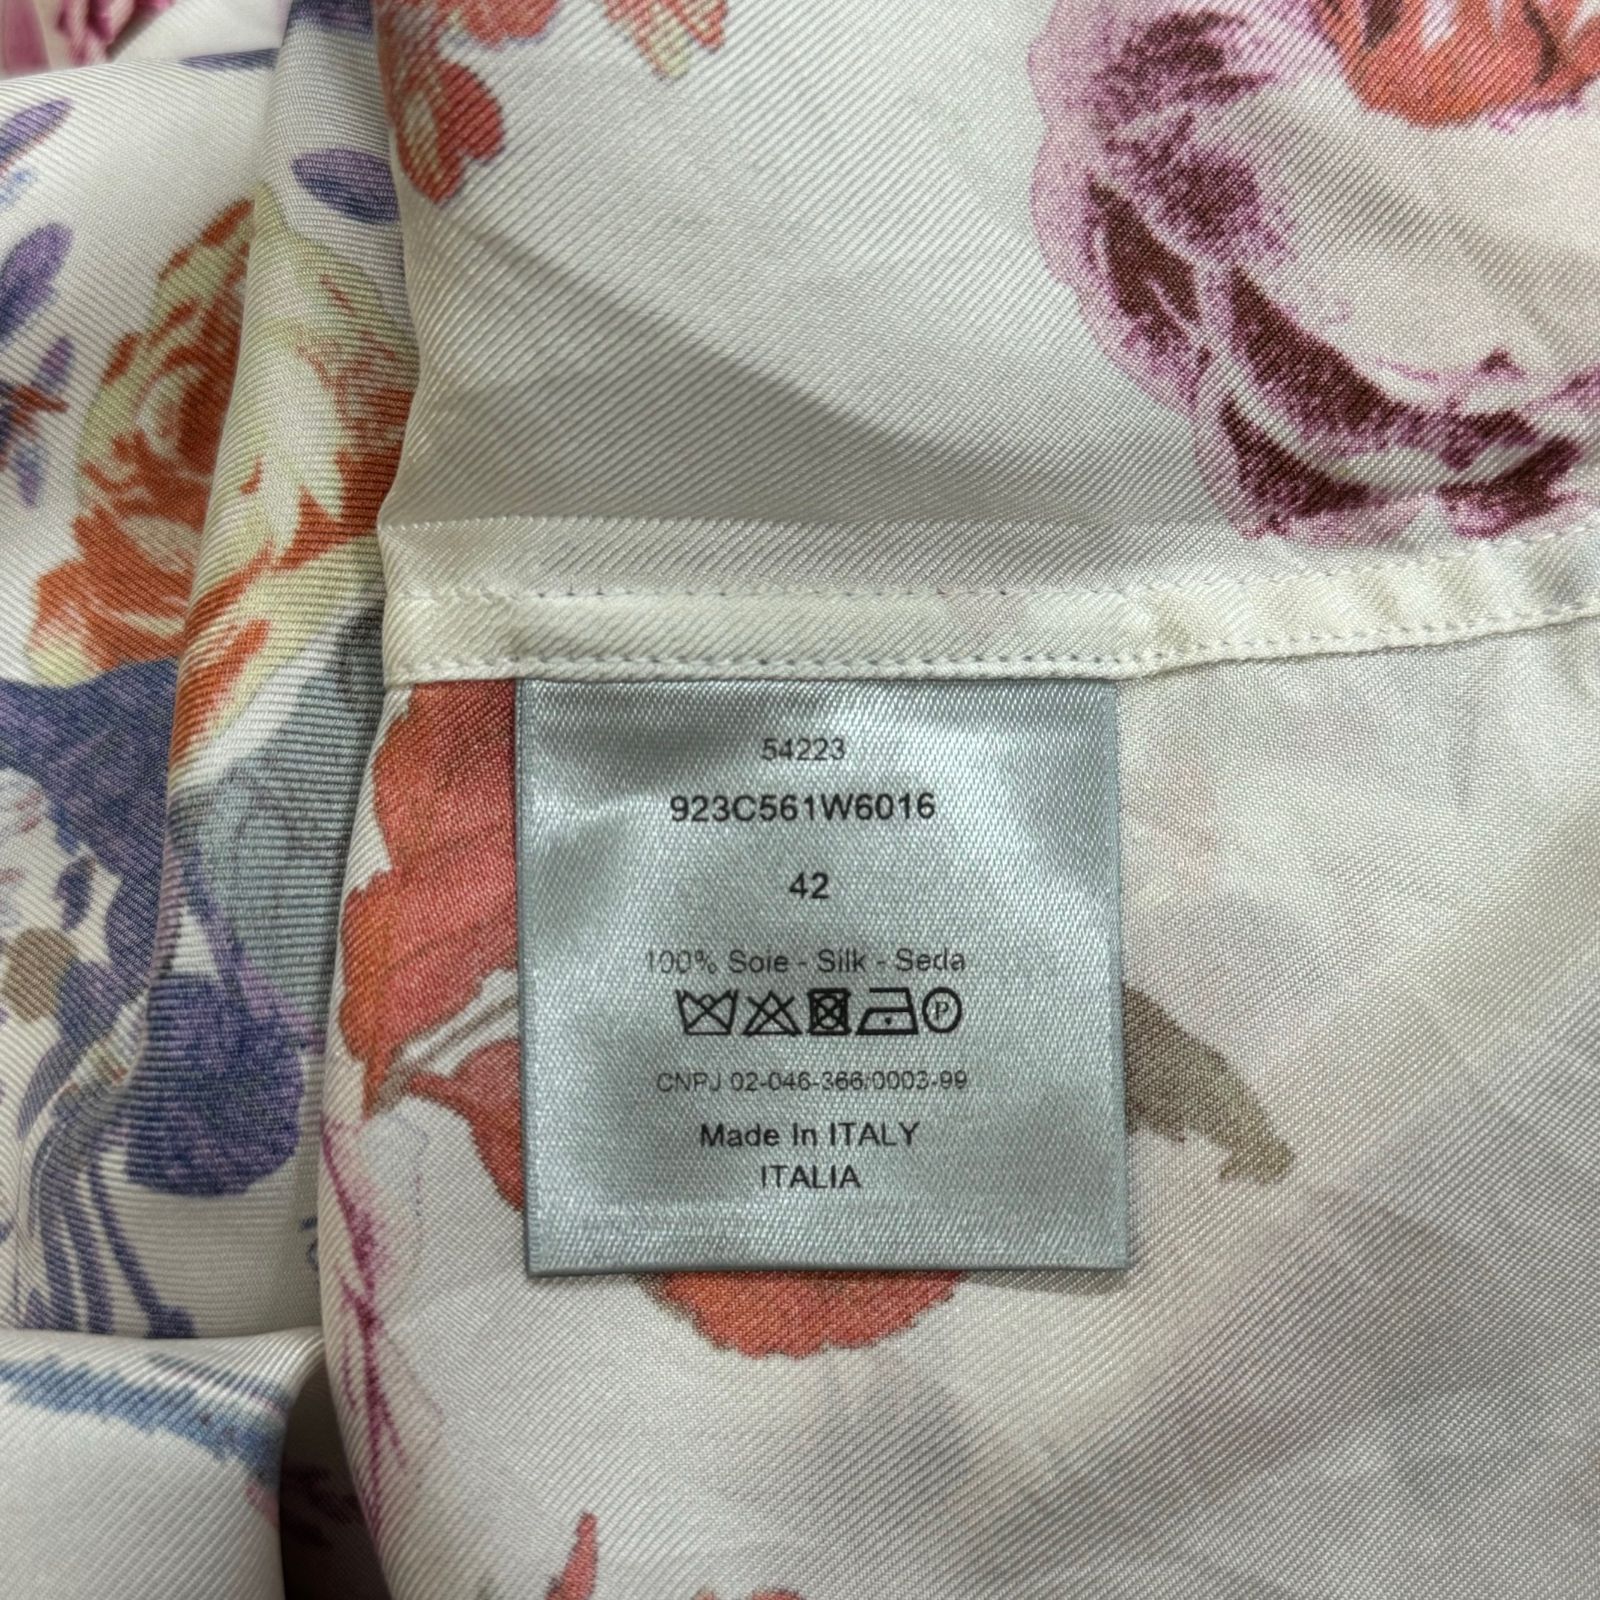 54223
923C561W6016
42
100% Soie - Silk - Seda
CNPJ 02-046-366/0003-99
Made In ITALY
ITALIA